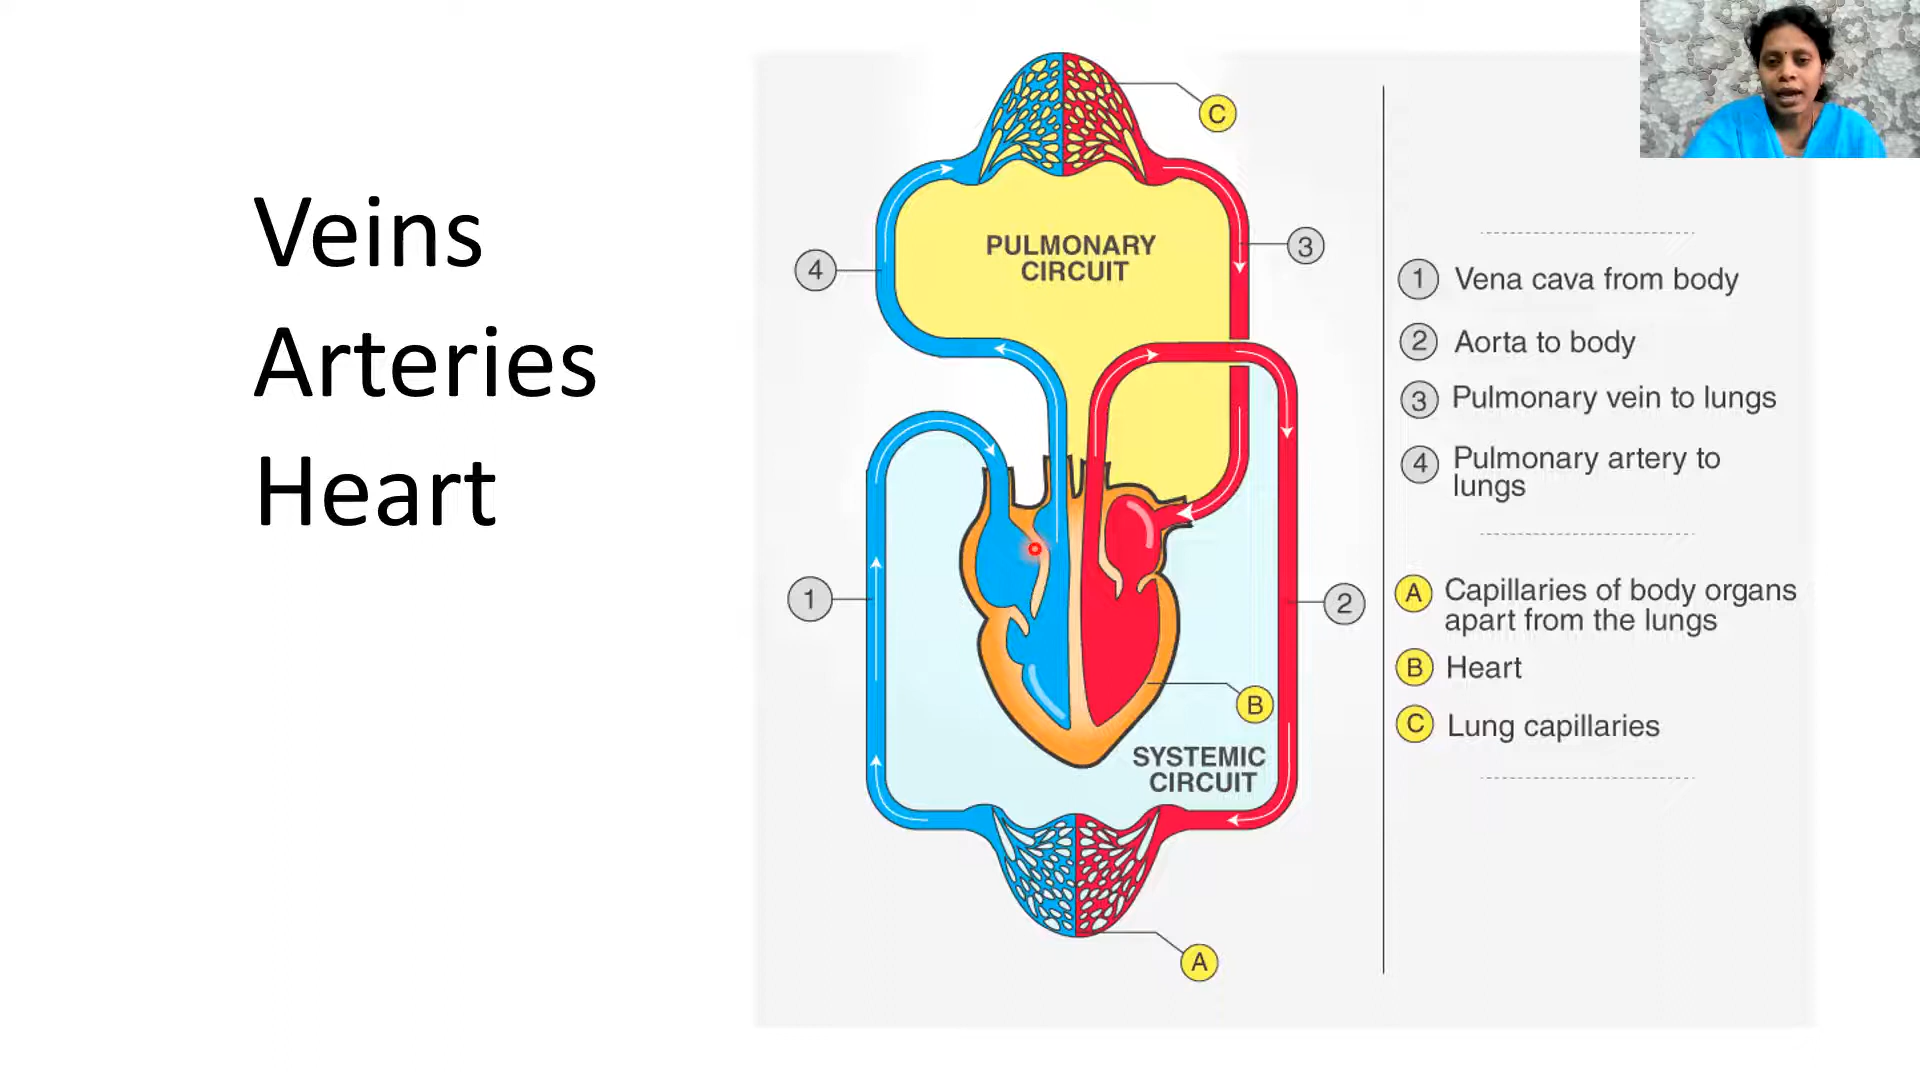 Veins
Arteries
Heart
C
PULMONARY
CIRCUIT
4
3
1
2
B
SYSTEMIC
CIRCUIT
A
1 Vena cava from body
2 Aorta to body
3 Pulmonary vein to lungs
4 Pulmonary artery to
lungs
A Capillaries of body organs
apart from the lungs
B Heart
C Lung capillaries